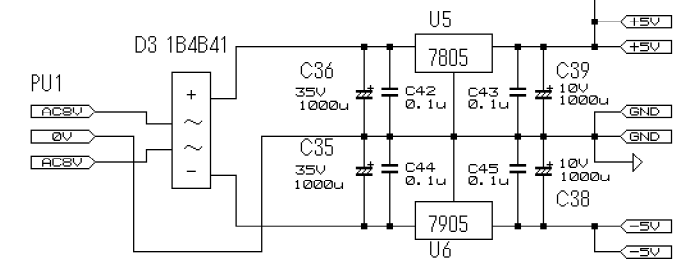 U5
+5V
D3 1B4B41
7805
+5V
PU1
C36
C39
+
35V
1000u
C42
0.1u
C43
0.1u
10V
1000u
AC8V
GND
0V
GND
AC8V
C35
35V
1000u
C44
0.1u
C45
0.1u
10V
1000u
C38
7905
-5V
U6
-5V